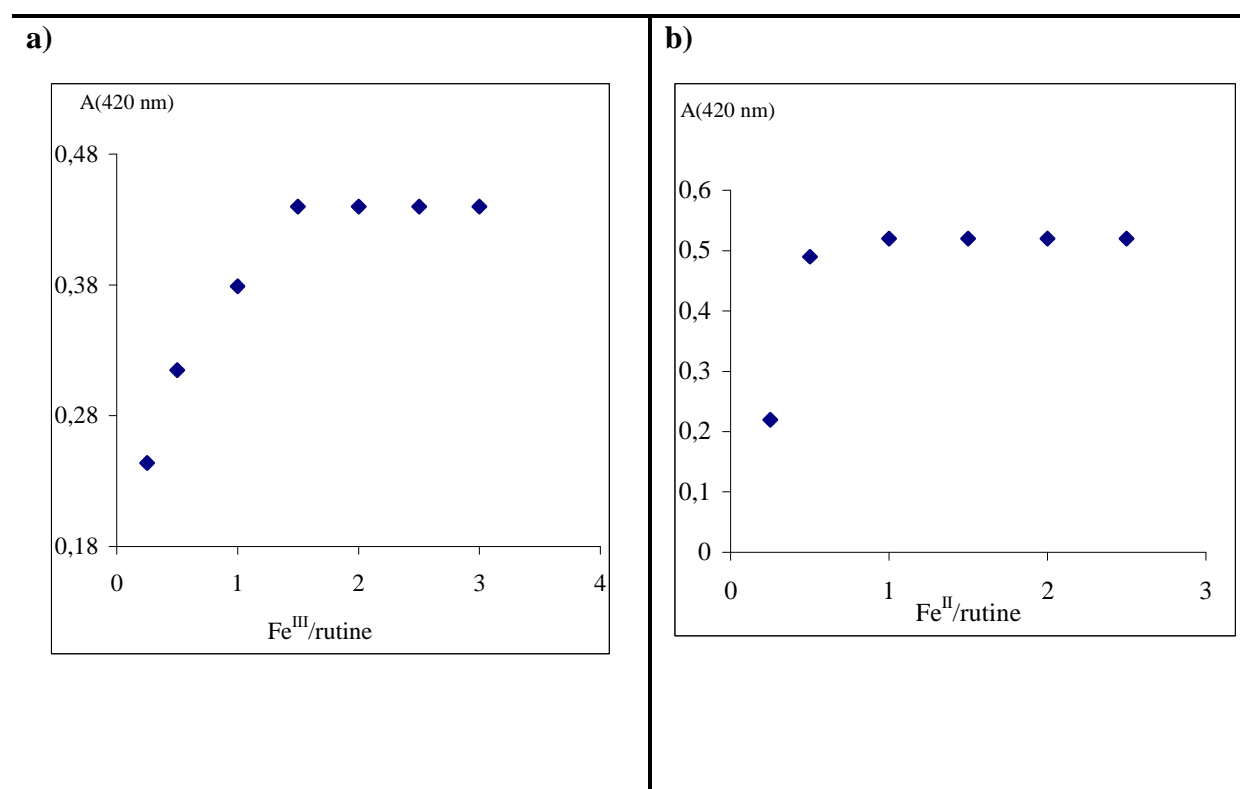 a)
A(420 nm)
0,48
0,38
0,28
0,18
0 1 2 3 4
Fe^III/rutine
b)
A(420 nm)
0,6
0,5
0,4
0,3
0,2
0,1
0
0 1 2 3
Fe^II/rutine